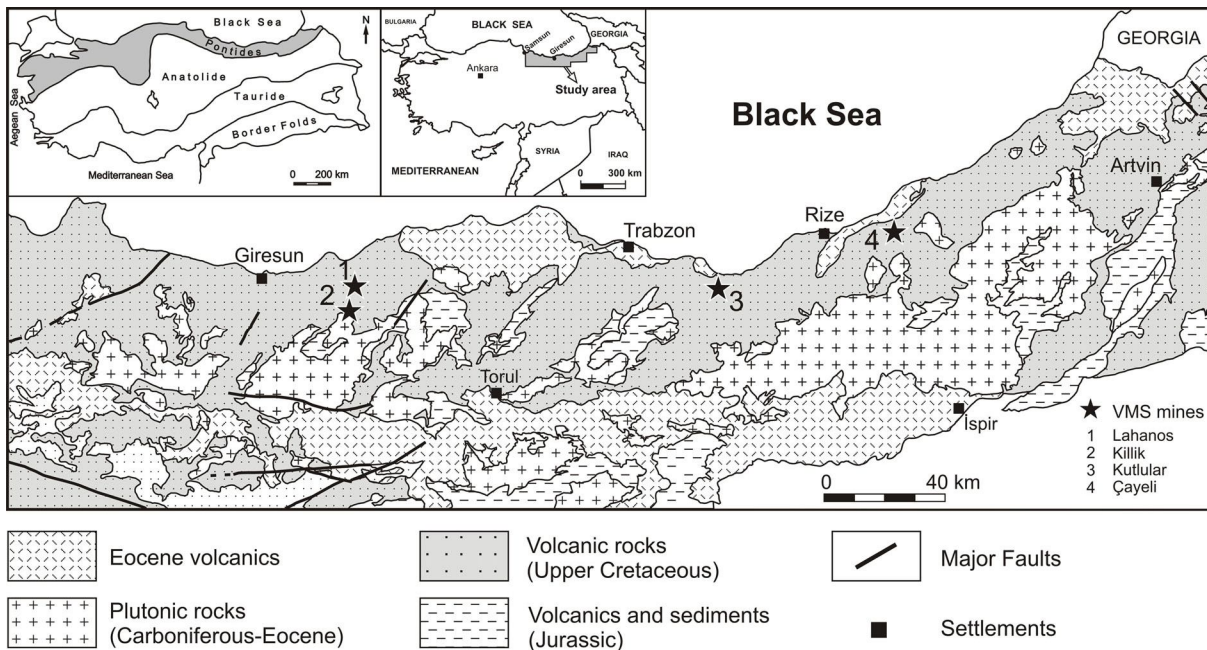 Black Sea
N
Pontides
Anatolide
Tauride
Border Folds
Aegean Sea
Mediterranean Sea
0 200 km
BULGARIA
BLACK SEA
GEORGIA
Samsun
Giresun
Ankara
Study area
SYRIA
IRAQ
MEDITERRANEAN
0 300 km
GEORGIA
Black Sea
Artvin
Rize
4
Trabzon
Giresun
1
2
3
Torul
İspir
VMS mines
1 Lahanos
2 Killik
3 Kutlular
4 Çayeli
0 40 km
Eocene volcanics
Volcanic rocks
(Upper Cretaceous)
Major Faults
Plutonic rocks
(Carboniferous-Eocene)
Volcanics and sediments
(Jurassic)
Settlements